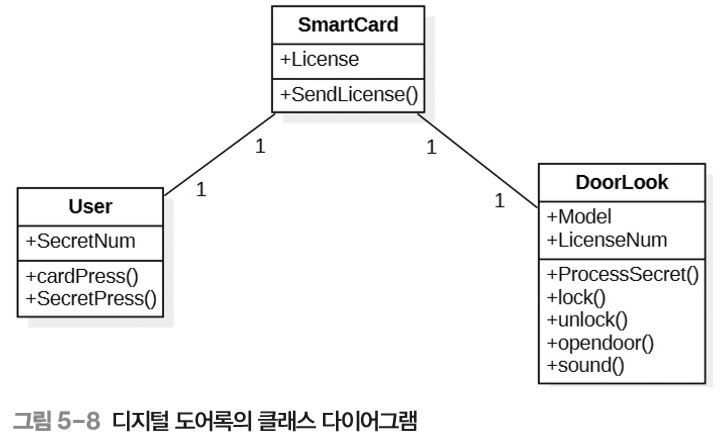 SmartCard
+License
+SendLicense()
1
1
1
1
User
+SecretNum
+cardPress()
+SecretPress()
DoorLook
+Model
+LicenseNum
+ProcessSecret()
+lock()
+unlock()
+opendoor()
+sound()
그림 5-8 디지털 도어록의 클래스 다이어그램